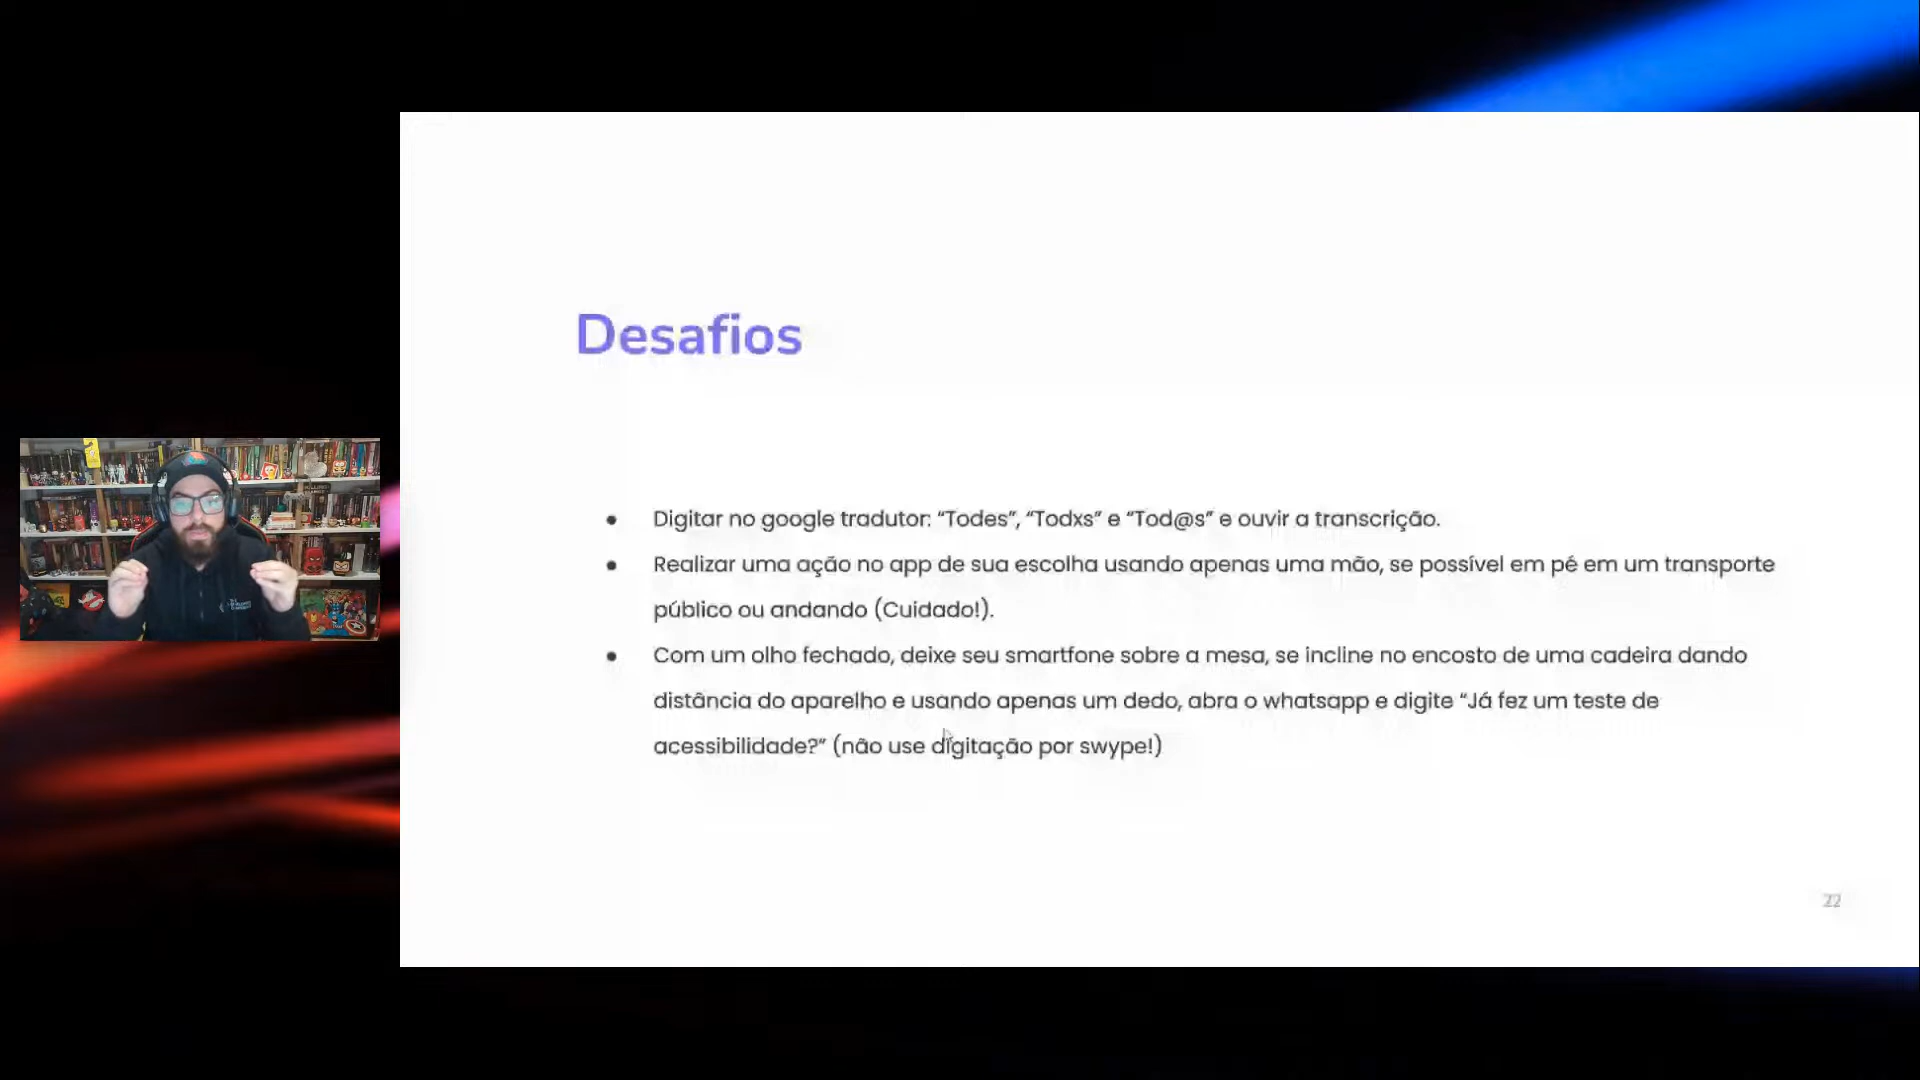 Desafios
● Digitar no google tradutor: “Todes”, “Todxs” e “Tod@s” e ouvir a transcrição.
● Realizar uma ação no app de sua escolha usando apenas uma mão, se possível em pé em um transporte
público ou andando (Cuidado!).
● Com um olho fechado, deixe seu smartfone sobre a mesa, se incline no encosto de uma cadeira dando
distância do aparelho e usando apenas um dedo, abra o whatsapp e digite “Já fez um teste de
acessibilidade?” (não use digitação por swype!)
22